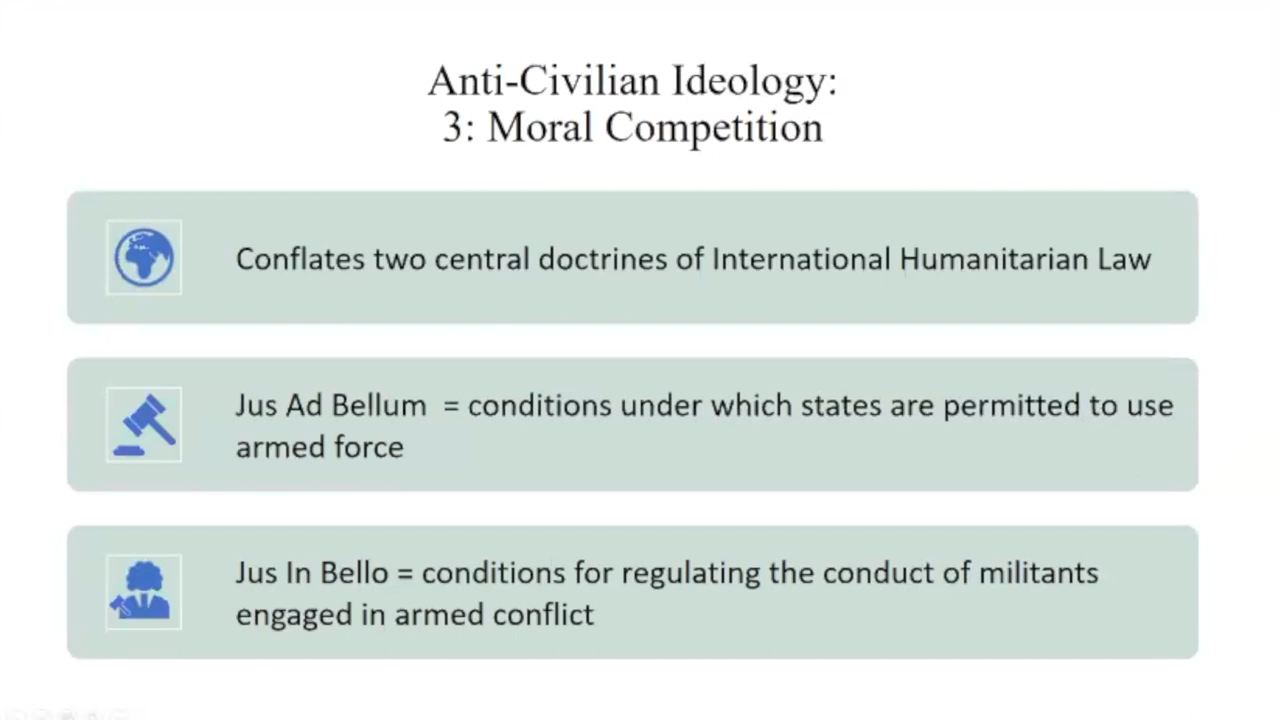 Anti-Civilian Ideology:
3: Moral Competition
Conflates two central doctrines of International Humanitarian Law
Jus Ad Bellum = conditions under which states are permitted to use
armed force
Jus In Bello = conditions for regulating the conduct of militants
engaged in armed conflict